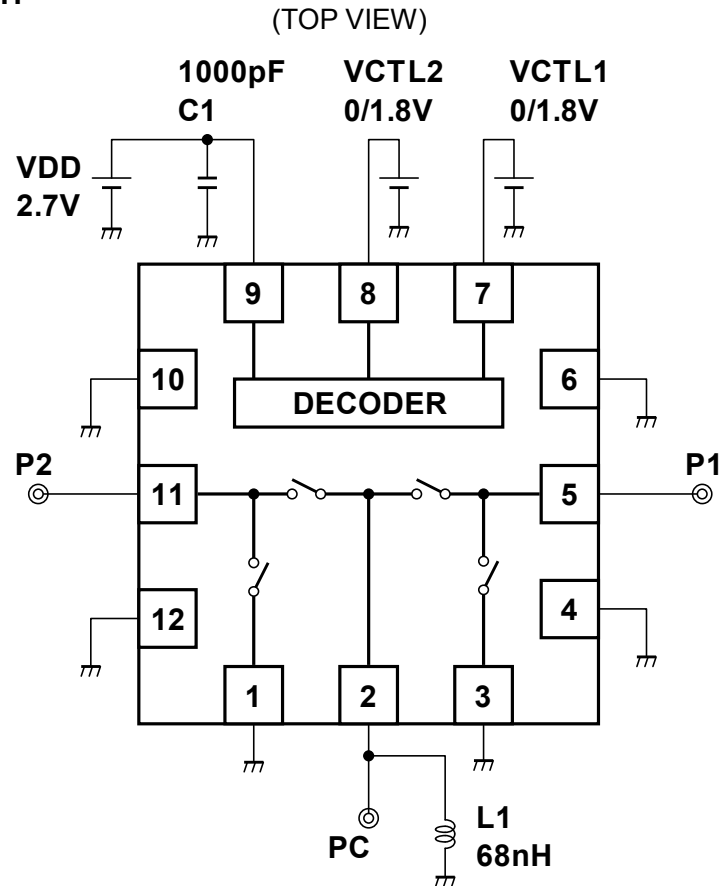 (TOP VIEW)
1000pF
C1
VCTL2
0/1.8V
VCTL1
0/1.8V
VDD
2.7V
9
8
7
10
6
DECODER
P2
P1
11
5
12
4
1
2
3
PC
L1
68nH